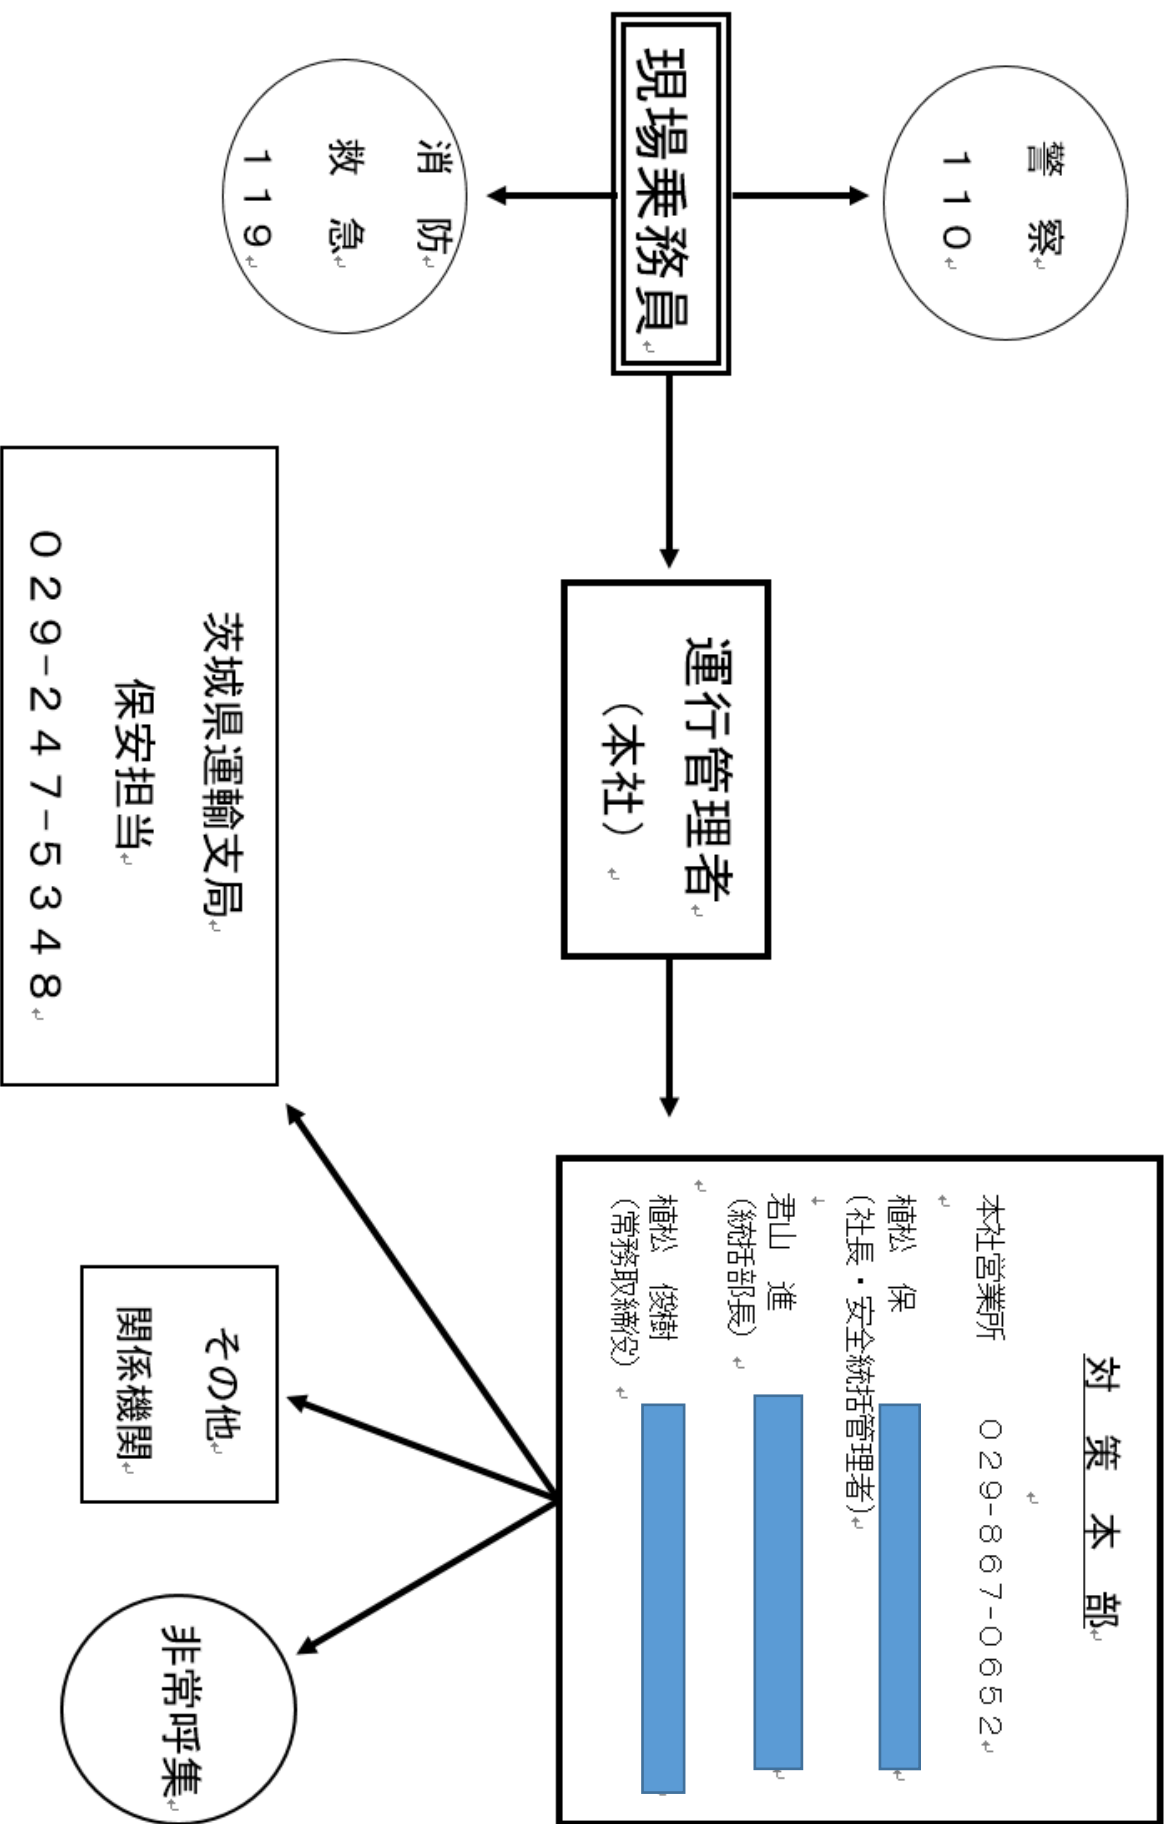 警　察
１１０
現場乗務員
消　防
救　急
１１９
運行管理者
（本社）
対　策　本　部
本社営業所　　０２９-８６７-０６５２
植松　保
（社長・安全統括管理者）
君山　進
（統括部長）
植松　俊樹
（常務取締役）
茨城県運輸支局
保安担当
０２９-２４７-５３４８
その他
関係機関
非常呼集